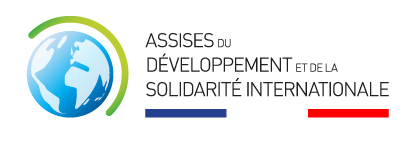 ASSISES DU
DÉVELOPPEMENT ET DE LA
SOLIDARITÉ INTERNATIONALE